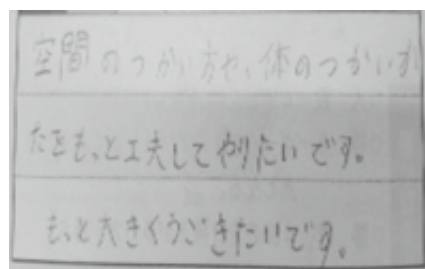 空間のつかい方や、体のつかいか
たをもっと工夫してやりたいです。
もっと大きくうごきたいです。